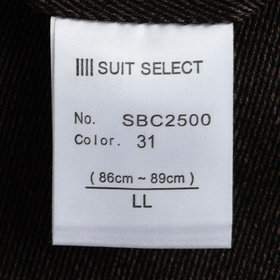 SUIT SELECT
No. SBC2500
Color. 31
(86cm~89cm)
LL